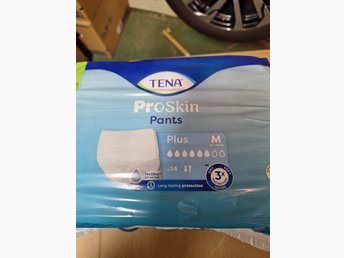 TENA
ProSkin
Pants
Plus
M
x14
3x
Long lasting protection